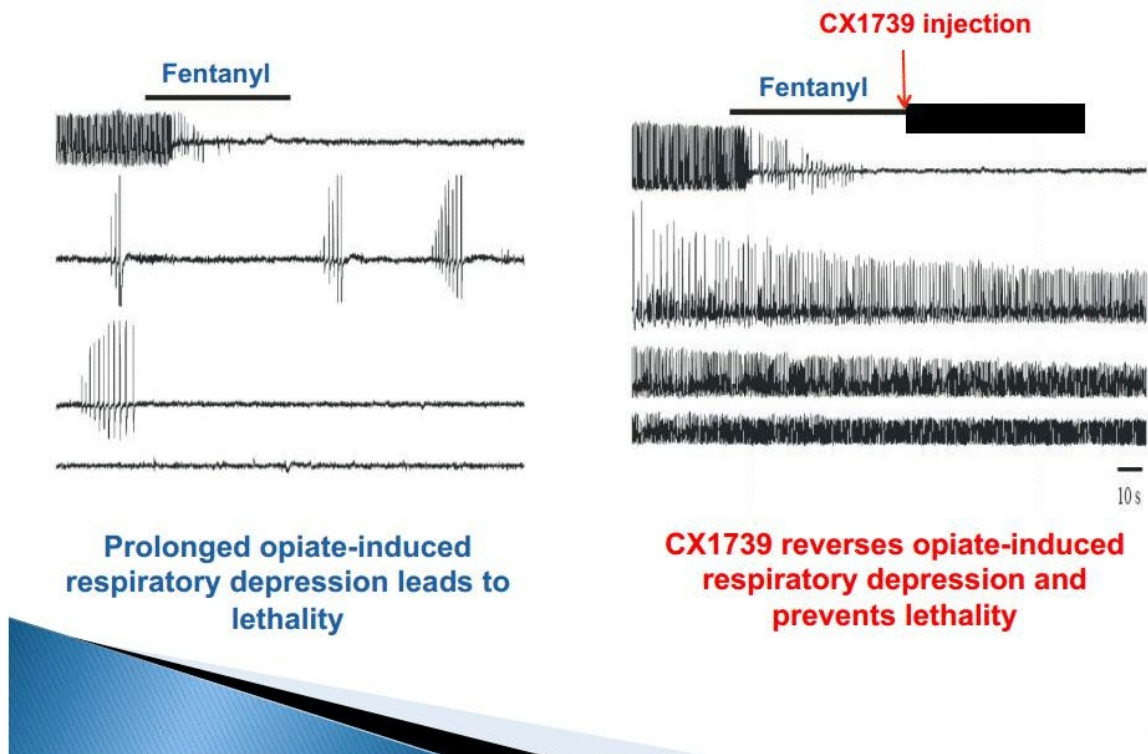 CX1739 injection
Fentanyl
Fentanyl
10 s
Prolonged opiate-induced
respiratory depression leads to
lethality
CX1739 reverses opiate-induced
respiratory depression and
prevents lethality